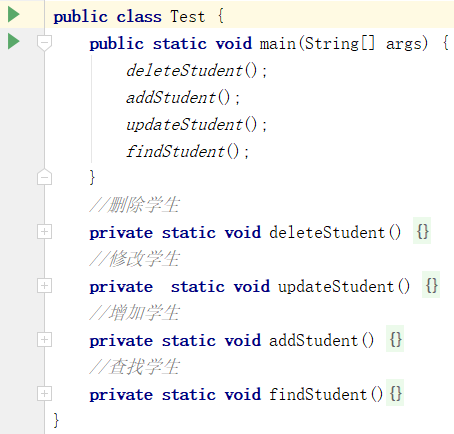 public class Test {
public static void main(String[] args) {
deleteStudent();
addStudent();
updateStudent();
findStudent();
}
//删除学生
private static void deleteStudent() {}
//修改学生
private  static void updateStudent() {}
//增加学生
private static void addStudent() {}
//查找学生
private static void findStudent(){}
}